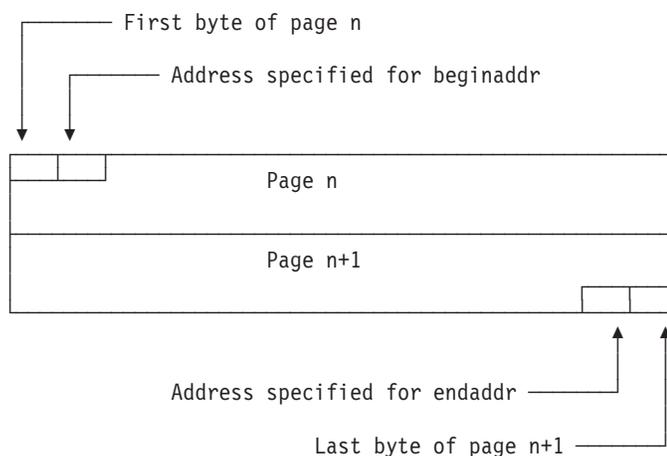 First byte of page n
Address specified for beginaddr
Page n
Page n+1
Address specified for endaddr
Last byte of page n+1